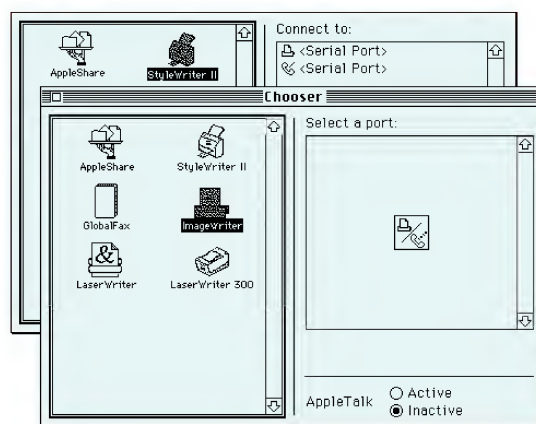 Connect to:
<Serial Port>
<Serial Port>
AppleShare
StyleWriter II
Chooser
Select a port:
AppleShare
StyleWriter II
GlobalFax
ImageWriter
&
LaserWriter
LaserWriter 300
AppleTalk
Active
Inactive